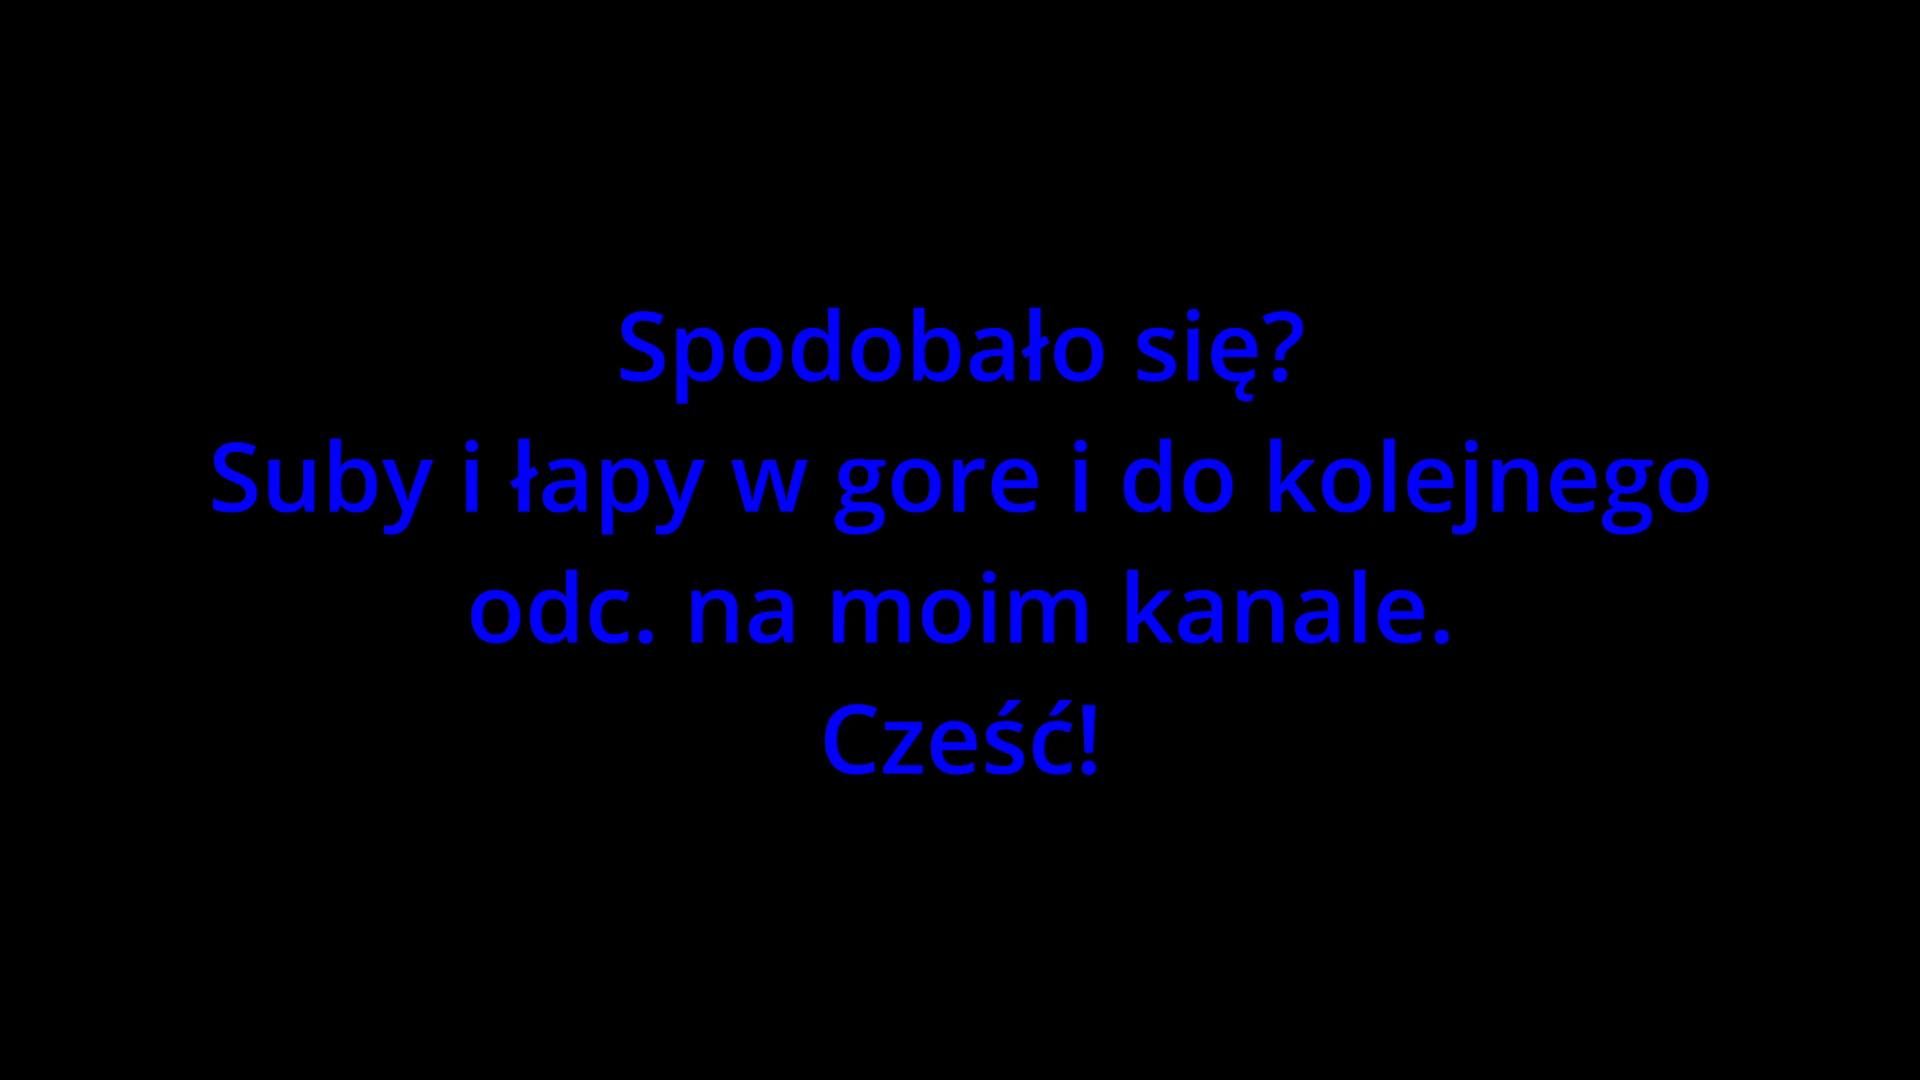 Spodobało się?
Suby i łapy w gore i do kolejnego
odc. na moim kanale.
Cześć!